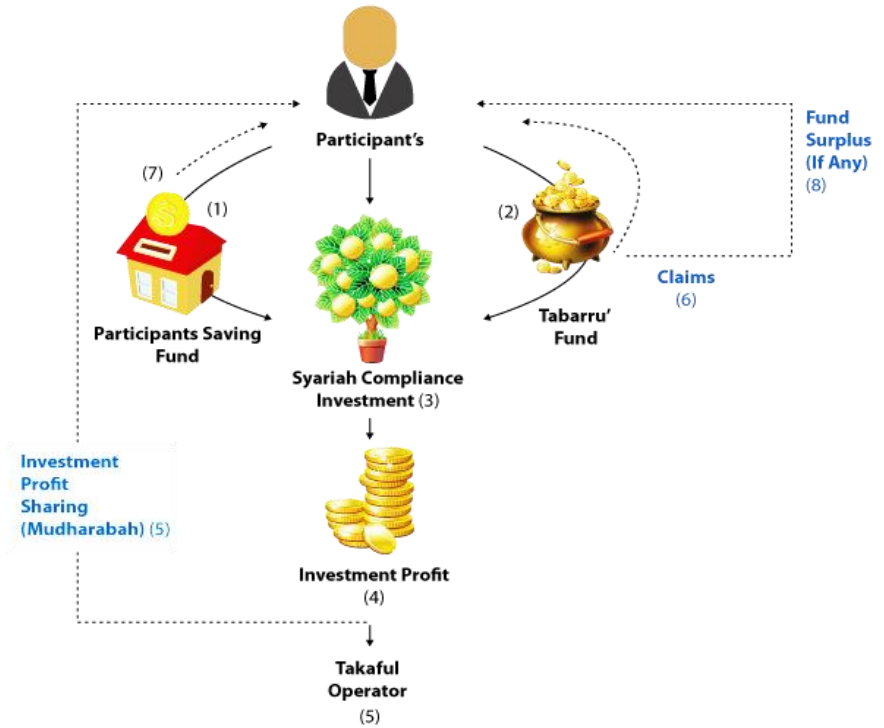 Participant's
Fund
Surplus
(If Any)
(8)
(7)
(1)
(2)
Claims
(6)
Participants Saving
Fund
Tabarru'
Fund
Syariah Compliance
Investment (3)
Investment
Profit
Sharing
(Mudharabah) (5)
Investment Profit
(4)
Takaful
Operator
(5)